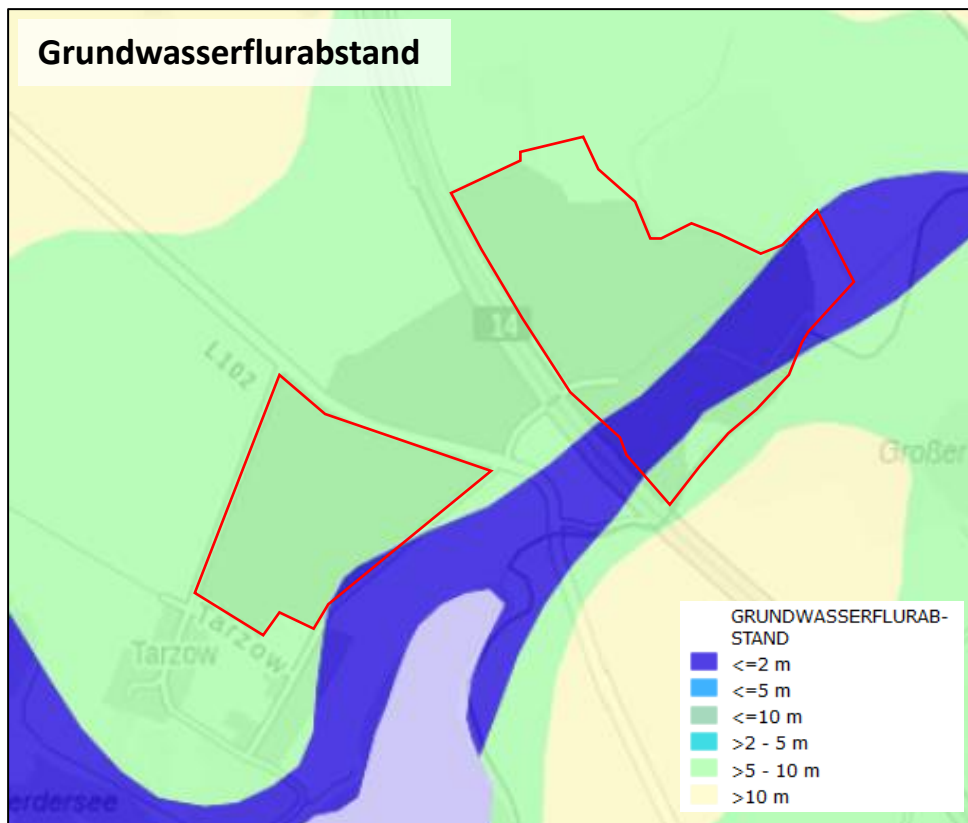 Grundwasserflurabstand
14
L102
Großer
Tarzow
Tarzow
erdersee
GRUNDWASSERFLURAB-
STAND
<=2 m
<=5 m
<=10 m
>2 - 5 m
>5 - 10 m
>10 m